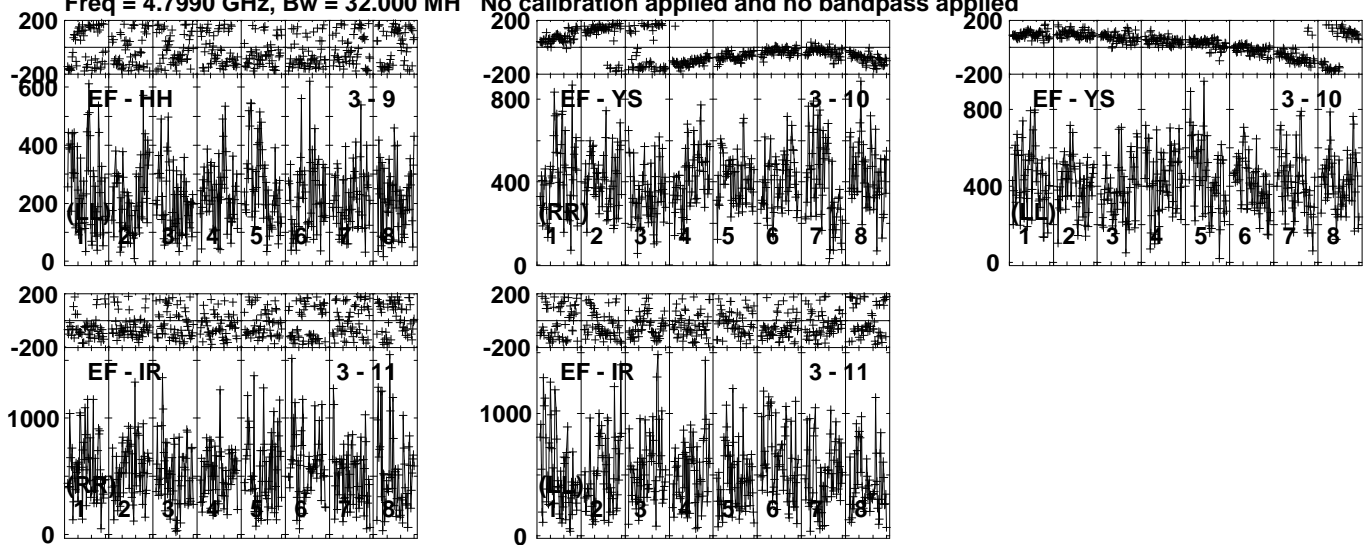 Freq = 4.7990 GHz, Bw = 32.000 MH No calibration applied and no bandpass applied
200
-200
600
400
200
0
EF - HH 3 - 9
(LL)
1 2 3 4 5 6 7 8
200
-200
800
400
0
EF - YS 3 - 10
(RR)
1 2 3 4 5 6 7 8
200
-200
800
400
0
EF - YS 3 - 10
(LL)
1 2 3 4 5 6 7 8
200
-200
1000
0
EF - IR 3 - 11
(RR)
1 2 3 4 5 6 7 8
200
-200
1000
0
EF - IR 3 - 11
(LL)
1 2 3 4 5 6 7 8